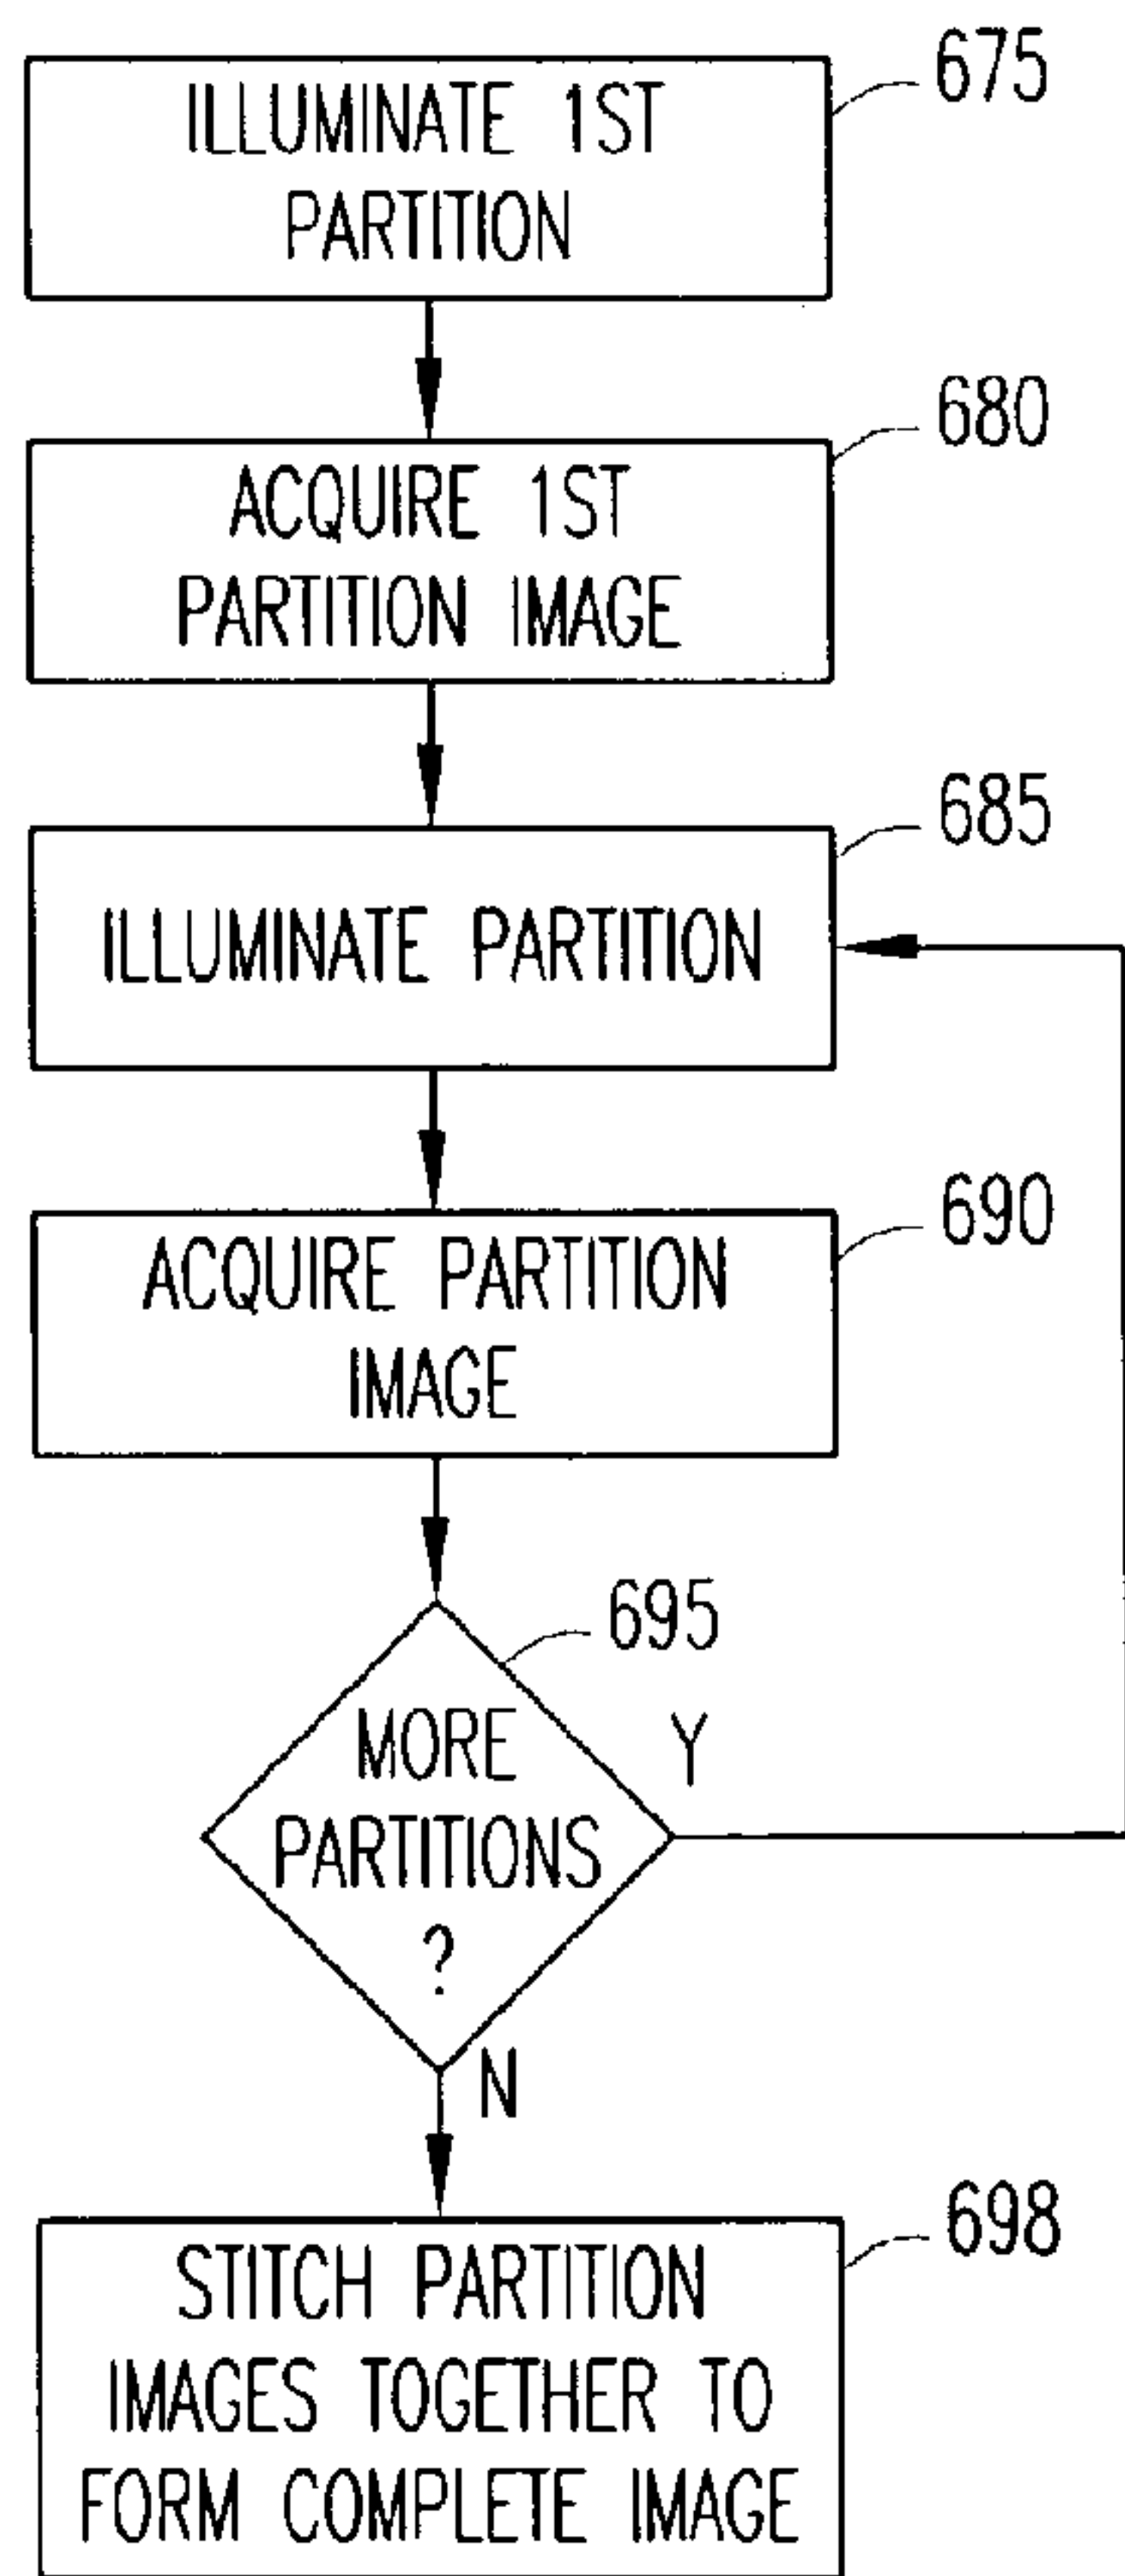 675
ILLUMINATE 1ST
PARTITION
680
ACQUIRE 1ST
PARTITION IMAGE
685
ILLUMINATE PARTITION
690
ACQUIRE PARTITION
IMAGE
695
MORE
PARTITIONS
?
Y
N
698
STITCH PARTITION
IMAGES TOGETHER TO
FORM COMPLETE IMAGE